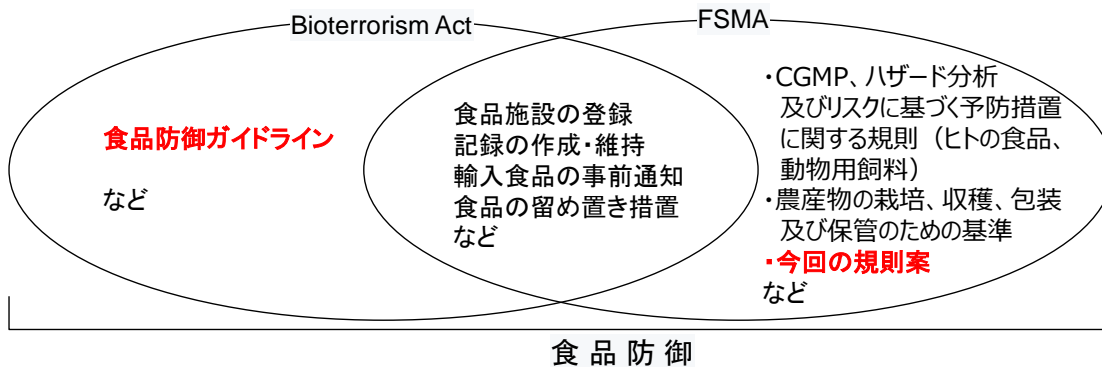 Bioterrorism Act
FSMA
食品防御ガイドライン
など
食品施設の登録
記録の作成・維持
輸入食品の事前通知
食品の留め置き措置
など
・CGMP、ハザード分析
及びリスクに基づく予防措置
に関する規則（ヒトの食品、
動物用飼料）
・農産物の栽培、収穫、包装
及び保管のための基準
・今回の規則案
など
食品防御